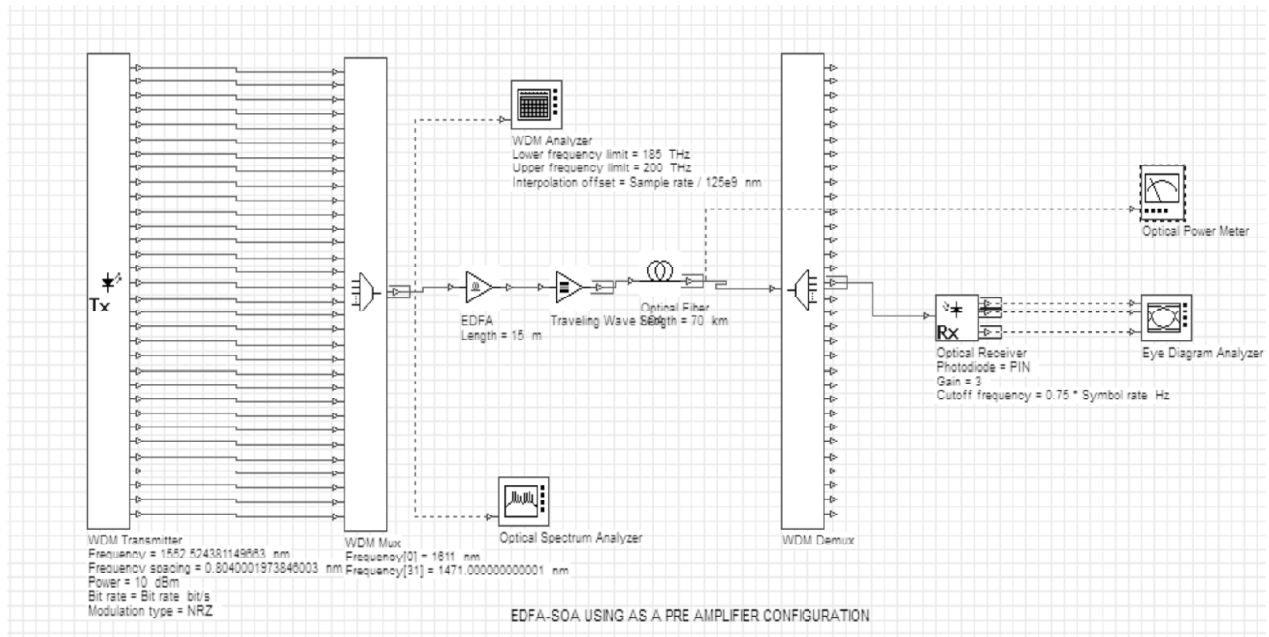 WDM Analyzer
Lower frequency limit = 185 THz
Upper frequency limit = 200 THz
Interpolation offset = Sample rate / 125e9 nm
Optical Power Meter
Tx
EDFA
Length = 15 m
Traveling Wave SOA
Optical Fiber
Length = 70 km
Rx
Optical Receiver
Photodiode = PIN
Gain = 3
Cutoff frequency = 0.75 * Symbol rate Hz
Eye Diagram Analyzer
WDM Transmitter
Frequency = 1552.524381149663 nm
Frequency spacing = 0.8040001973846003 nm
Power = 10 dBm
Bit rate = Bit rate bit/s
Modulation type = NRZ
WDM Mux
Frequency[0] = 1611 nm
Frequency[31] = 1471.000000000001 nm
Optical Spectrum Analyzer
WDM Demux
EDFA-SOA USING AS A PRE AMPLIFIER CONFIGURATION